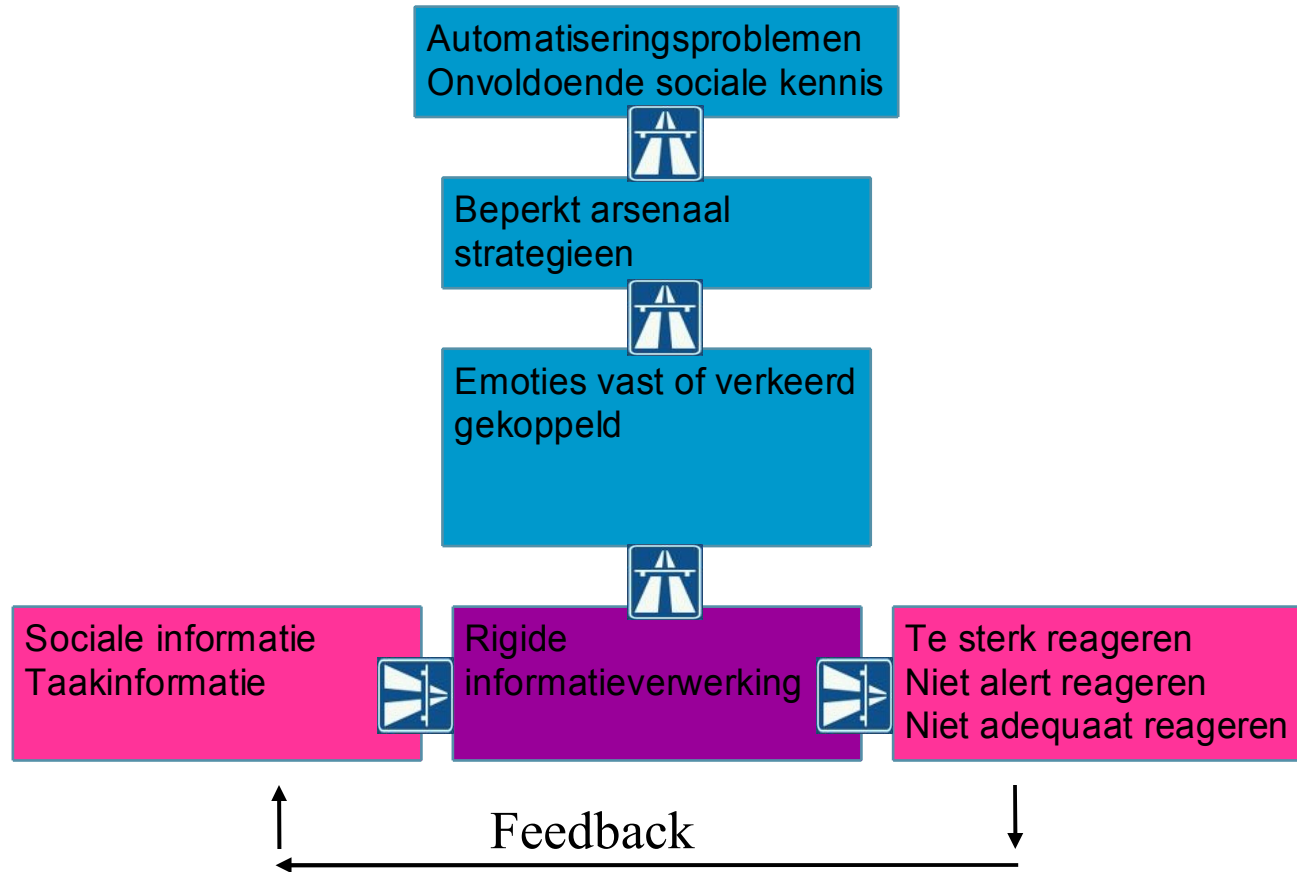 Automatiseringsproblemen
Onvoldoende sociale kennis
Beperkt arsenaal
strategieen
Emoties vast of verkeerd
gekoppeld
Sociale informatie
Taakinformatie
Rigide
informatieverwerking
Te sterk reageren
Niet alert reageren
Niet adequaat reageren
Feedback